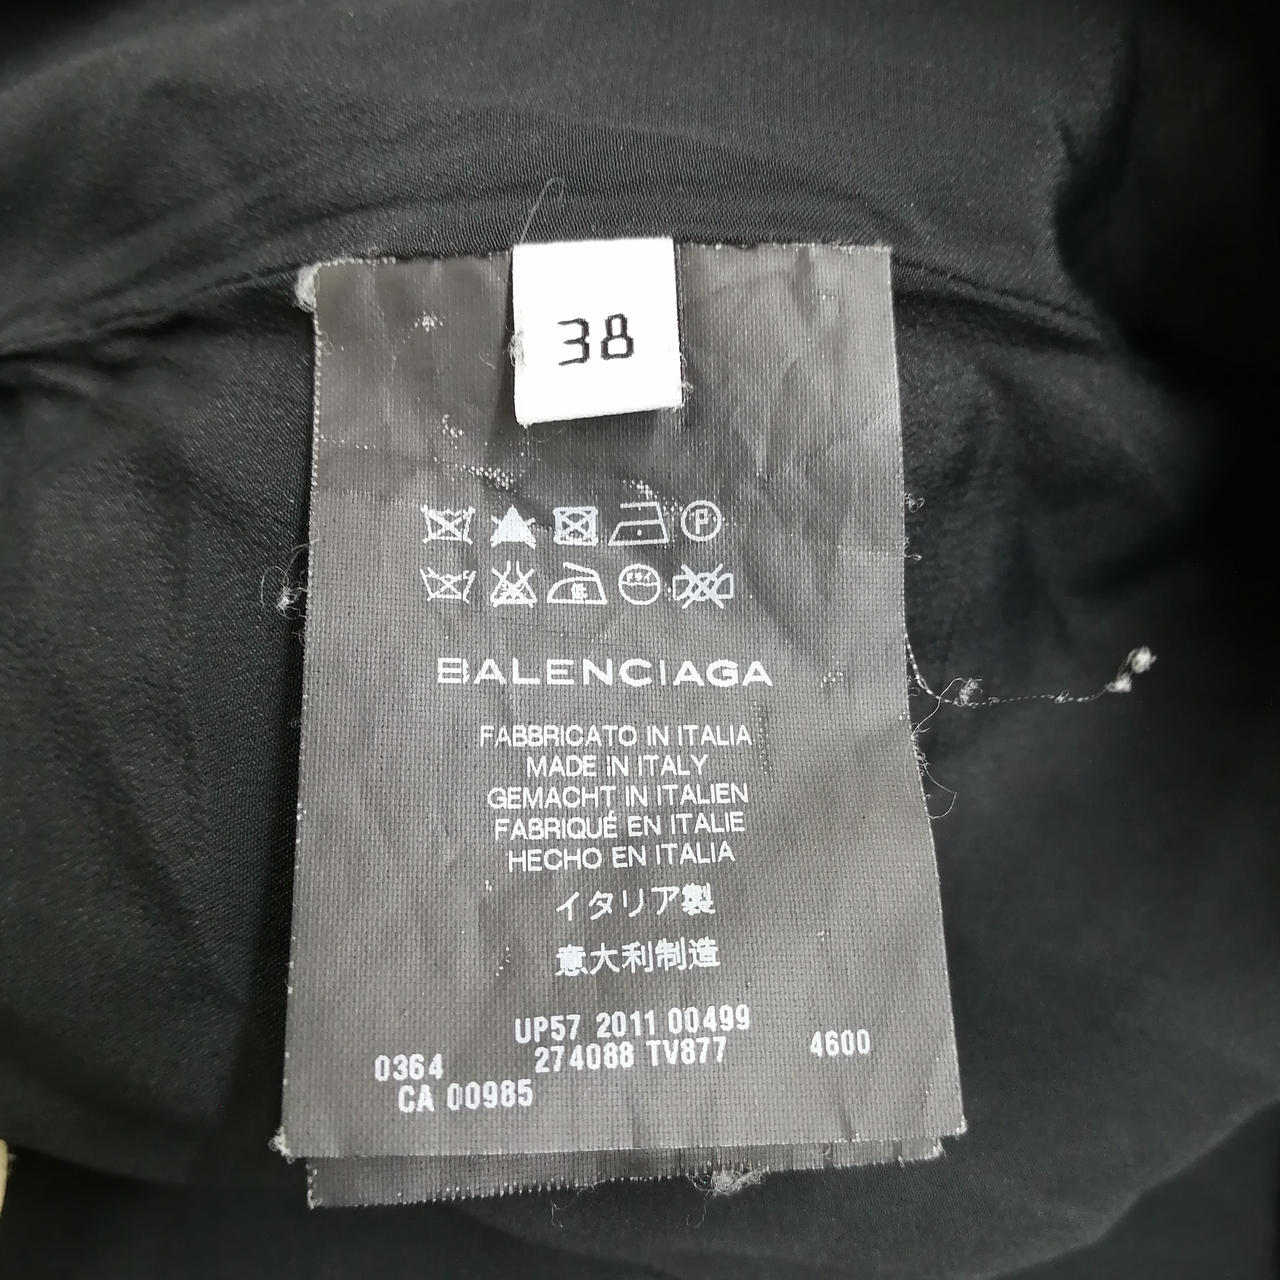 38
BALENCIAGA
FABBRICATO IN ITALIA
MADE IN ITALY
GEMACHT IN ITALIEN
FABRIQUÉ EN ITALIE
HECHO EN ITALIA
イタリア製
意大利制造
UP57 2011 00499
0364 274088 TV877 4600
CA 00985